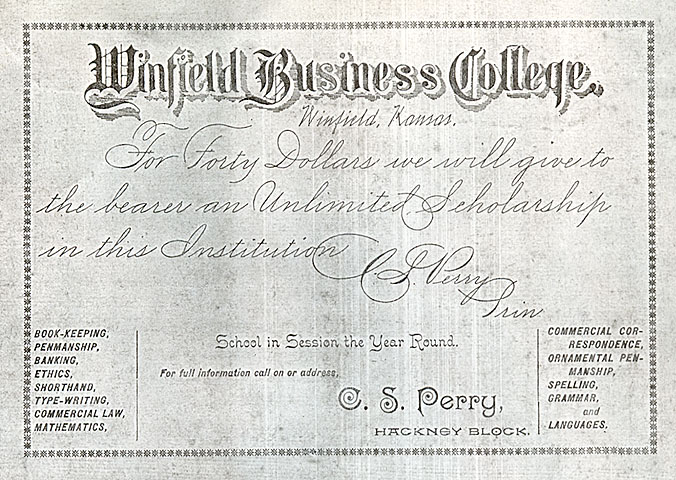 Winfield Business College.
Winfield, Kansas.
For Forty Dollars we will give to
the bearer an Unlimited Scholarship
in this Institution
C. S. Perry
Prin
BOOK-KEEPING,
PENMANSHIP,
BANKING,
ETHICS,
SHORTHAND,
TYPE-WRITING,
COMMERCIAL LAW,
MATHEMATICS,
School in Session the Year Round.
For full information call on or address,
C. S. Perry,
HACKNEY BLOCK.
COMMERCIAL COR-
RESPONDENCE,
ORNAMENTAL PEN-
MANSHIP,
SPELLING,
GRAMMAR,
and
LANGUAGES.